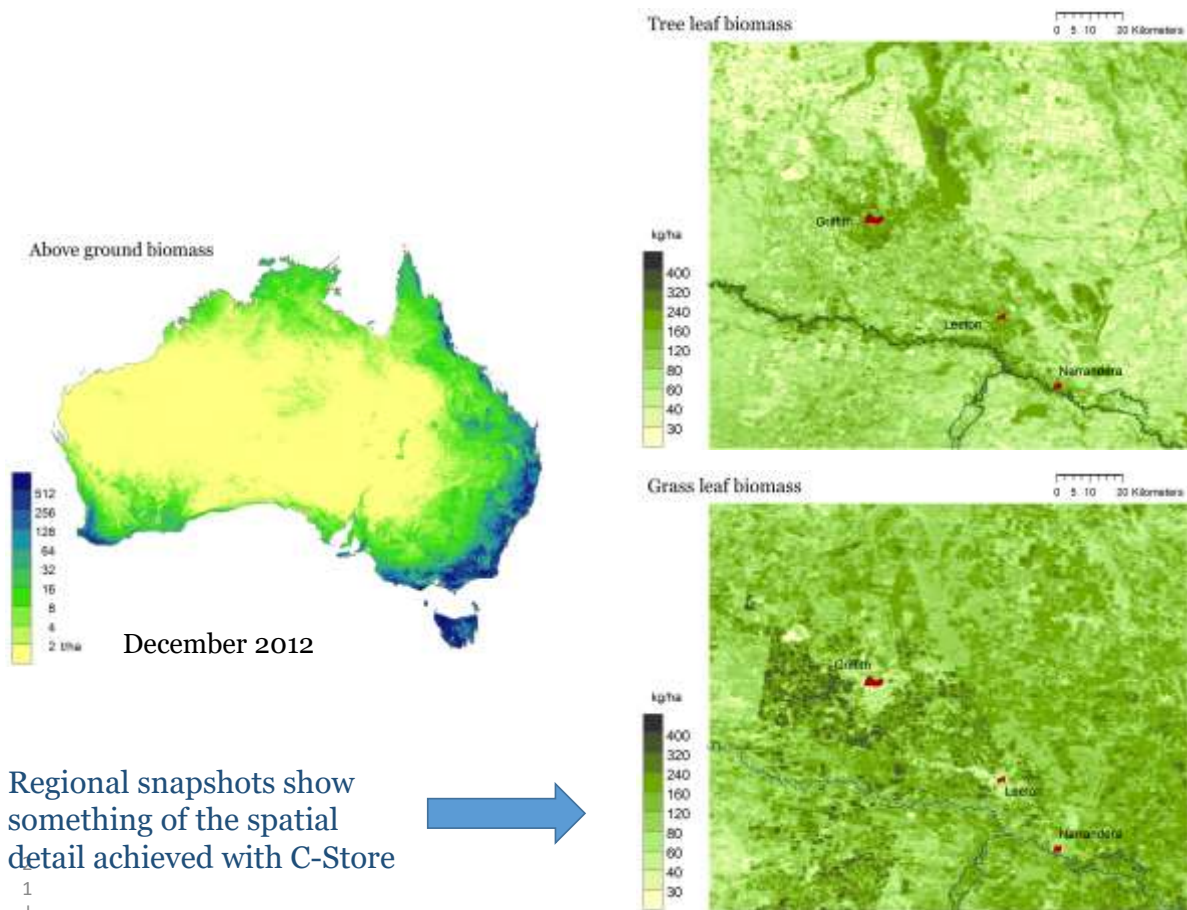 Tree leaf biomass
0 5 10 20 Kilometers
Griffith
Leeton
Narrandera
kg/ha
400
320
240
160
120
80
60
40
30
Above ground biomass
512
256
128
64
32
16
8
4
2 t/ha
December 2012
Grass leaf biomass
0 5 10 20 Kilometers
Griffith
Leeton
Narrandera
kg/ha
400
320
240
160
120
80
60
40
30
Regional snapshots show
something of the spatial
detail achieved with C-Store
2
1